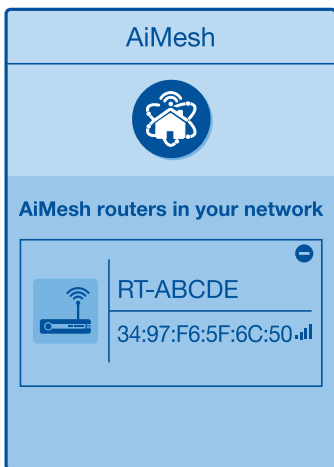 AiMesh
AiMesh routers in your network
RT-ABCDE
34:97:F6:5F:6C:50